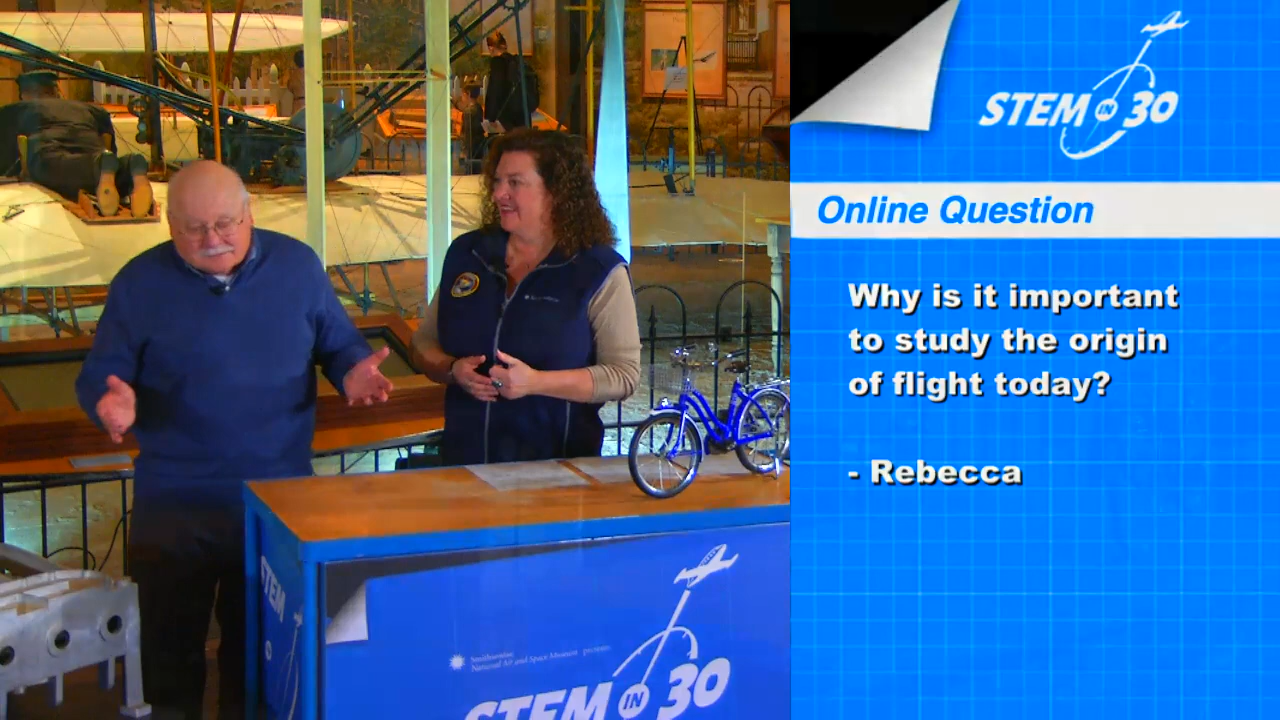 STEM IN 30
Online Question
Why is it important
to study the origin
of flight today?
- Rebecca
Smithsonian
National Air and Space Museum presents
STEM IN 30
STEM